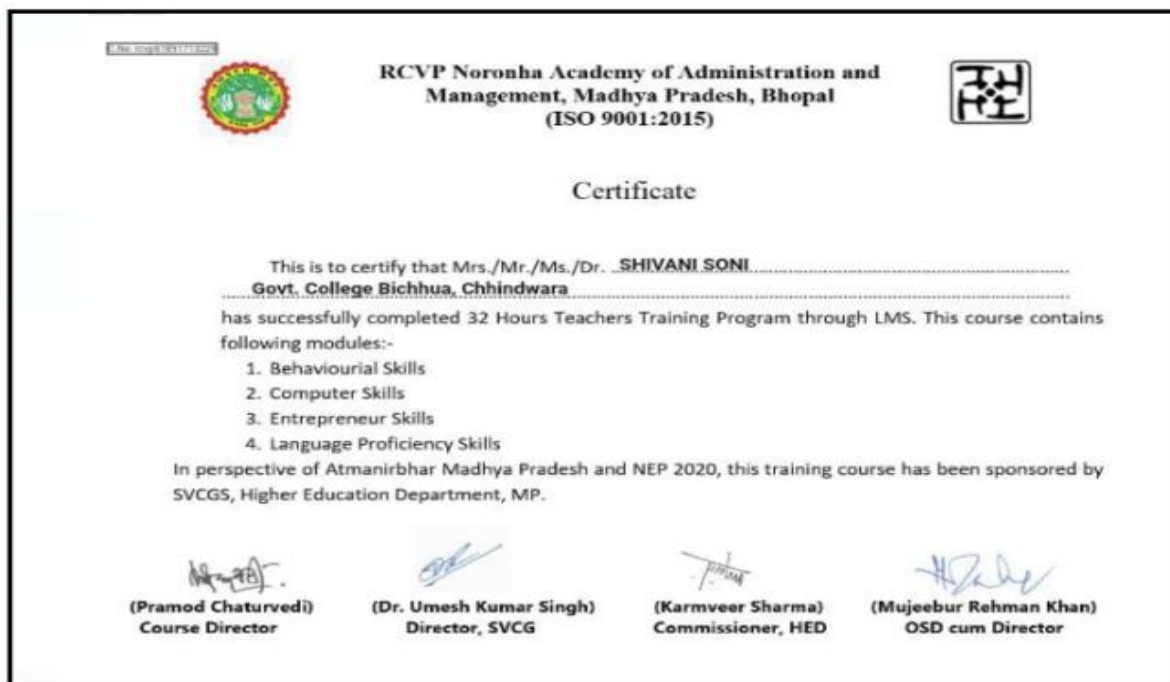 RCVP Noronha Academy of Administration and
Management, Madhya Pradesh, Bhopal
(ISO 9001:2015)
Certificate
This is to certify that Mrs./Mr./Ms./Dr. SHIVANI SONI
Govt. College Bichhua, Chhindwara
has successfully completed 32 Hours Teachers Training Program through LMS. This course contains
following modules:-
1. Behaviourial Skills
2. Computer Skills
3. Entrepreneur Skills
4. Language Proficiency Skills
In perspective of Atmanirbhar Madhya Pradesh and NEP 2020, this training course has been sponsored by
SVCGS, Higher Education Department, MP.
(Pramod Chaturvedi) (Dr. Umesh Kumar Singh) (Karmveer Sharma) (Mujeebur Rehman Khan)
Course Director Director, SVCG Commissioner, HED OSD cum Director